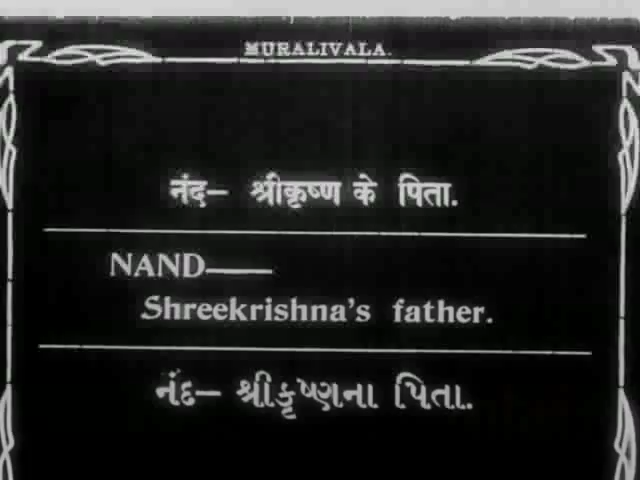 MURALIVALA.
नंद— श्रीकृष्ण के पिता.
NAND—
Shreekrishna's father.
નંદ— શ્રીકૃષ્ણના પિતા.